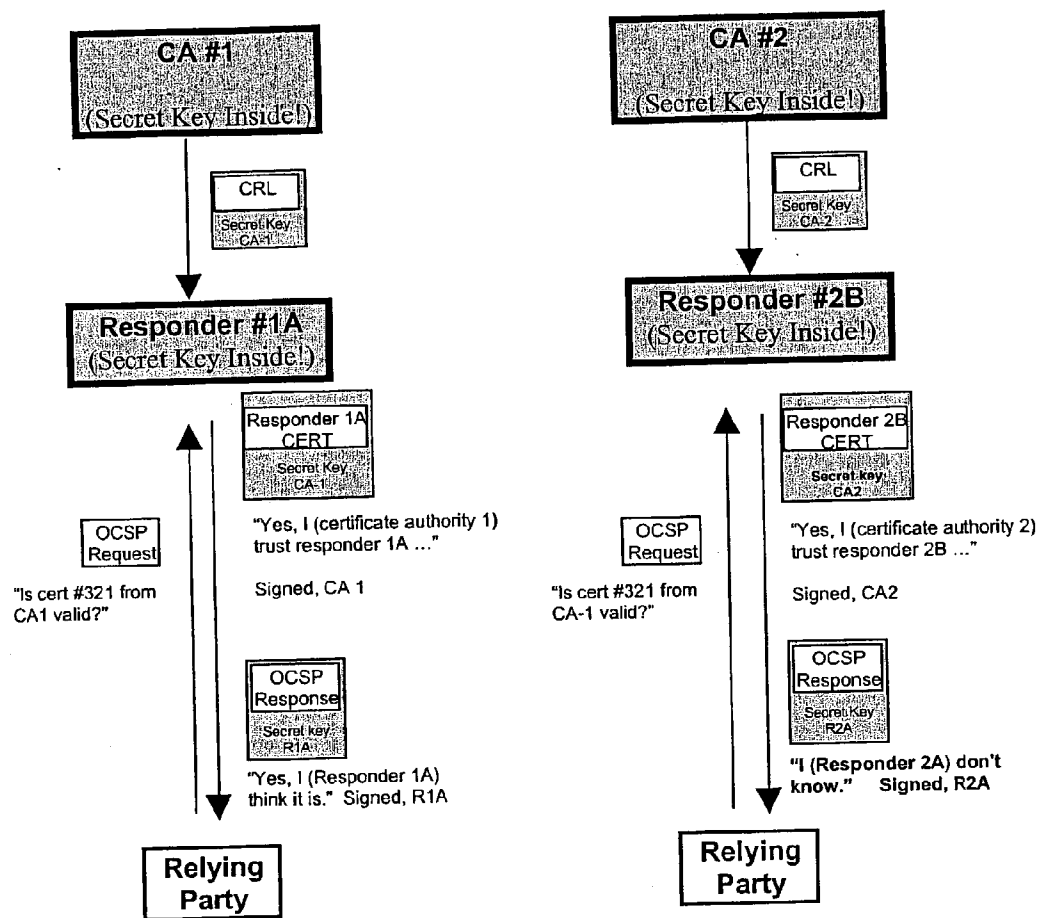 CA #1
(Secret Key Inside!)
CRL
Secret Key
CA-1
Responder #1A
(Secret Key Inside!)
Responder 1A
CERT
Secret Key
CA-1
"Yes, I (certificate authority 1)
trust responder 1A ..."
Signed, CA 1
OCSP
Request
"Is cert #321 from
CA1 valid?"
OCSP
Response
Secret key
R1A
"Yes, I (Responder 1A)
think it is." Signed, R1A
Relying
Party
CA #2
(Secret Key Inside!)
CRL
Secret Key
CA-2
Responder #2B
(Secret Key Inside!)
Responder 2B
CERT
Secret key
CA2
"Yes, I (certificate authority 2)
trust responder 2B ..."
Signed, CA2
OCSP
Request
"Is cert #321 from
CA-1 valid?"
OCSP
Response
Secret Key
R2A
"I (Responder 2A) don't
know." Signed, R2A
Relying
Party